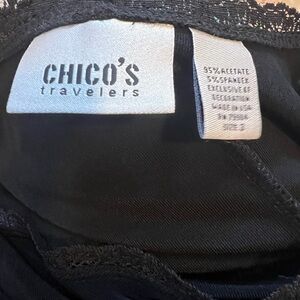 CHICO'S
travelers
95% ACETATE
5% SPANDEX
EXCLUSIVE OF
DECORATION
MADE IN USA
RN 79984
SIZE 3